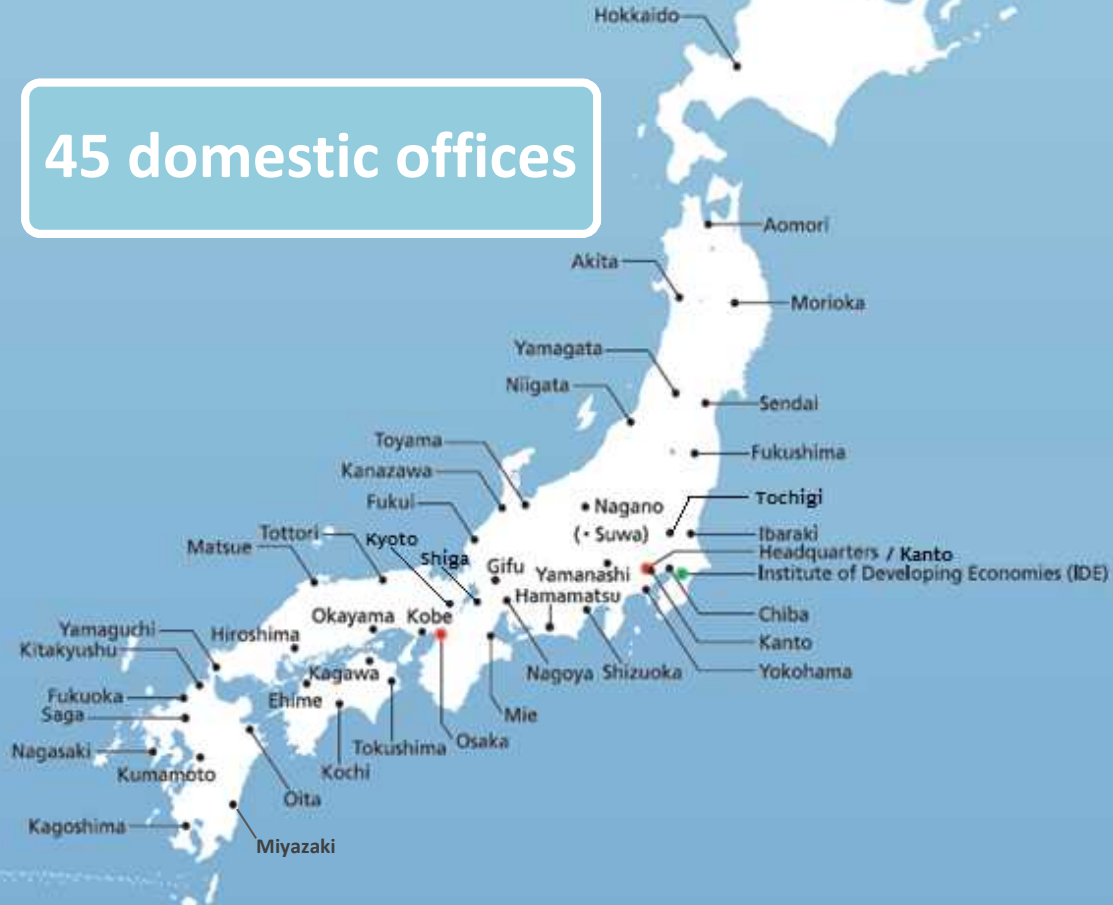 Hokkaido
45 domestic offices
Aomori
Akita
Morioka
Yamagata
Niigata
Sendai
Toyama
Fukushima
Kanazawa
Tochigi
Fukui
Nagano
Tottori
Kyoto
(・Suwa)
Ibaraki
Matsue
Shiga
Headquarters / Kanto
Gifu
Yamanashi
Institute of Developing Economies (IDE)
Hamamatsu
Okayama
Kobe
Chiba
Yamaguchi
Hiroshima
Kanto
Kitakyushu
Kagawa
Nagoya
Shizuoka
Yokohama
Fukuoka
Ehime
Saga
Mie
Nagasaki
Tokushima
Osaka
Kumamoto
Kochi
Oita
Kagoshima
Miyazaki